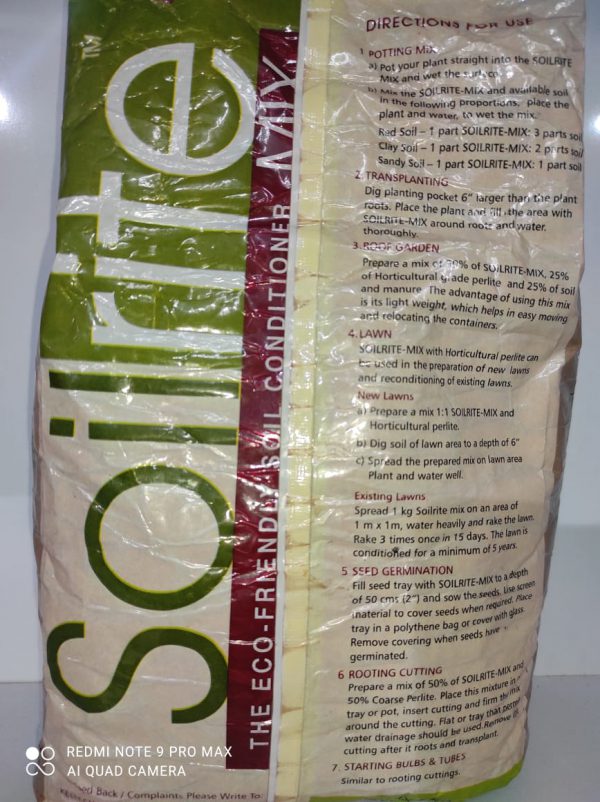 Soilrite
TM
THE ECO-FRIENDLY SOIL CONDITIONER
MIX
DIRECTIONS FOR USE
1 POTTING MIX
a) Pot your plant straight into the SOILRITE
MIX and wet the surface.
b) Mix the SOILRITE-MIX and available soil
in the following proportions, place the
plant and water, to wet the mix.
Red Soil – 1 part SOILRITE-MIX: 3 parts soil
Clay Soil – 1 part SOILRITE-MIX: 2 parts soil
Sandy Soil – 1 part SOILRITE-MIX: 1 part soil
2. TRANSPLANTING
Dig planting pocket 6" larger than the plant
roots. Place the plant and fill the area with
SOILRITE-MIX around roots and water.
thoroughly.
3. ROOF GARDEN
Prepare a mix of of SOILRITE-MIX, 25%
of Horticultural grade perlite and 25% of soil
and manure. The advantage of using this mix
is its light weight, which helps in easy moving
and relocating the containers.
4. LAWN
SOILRITE-MIX with Horticultural perlite can
be used in the preparation of new lawns
and reconditioning of existing lawns.
New Lawns
a) Prepare a mix 1:1 SOILRITE-MIX and
Horticultural perlite.
b) Dig soil of lawn area to a depth of 6"
c) Spread the prepared mix on lawn area
Plant and water well.
Existing Lawns
Spread 1 kg Soilrite mix on an area of
1 m x 1m, water heavily and rake the lawn.
Rake 3 times once in 15 days. The lawn is
conditioned for a minimum of 5 years.
5 SEED GERMINATION
Fill seed tray with SOILRITE-MIX to a depth
of 50 cms (2") and sow the seeds. Use screen
material to cover seeds when required. Place
tray in a polythene bag or cover with glass.
Remove covering when seeds have
germinated.
6 ROOTING CUTTING
Prepare a mix of 50% of SOILRITE-MIX and
50% Coarse Perlite. Place this mixture in
tray or pot, insert cutting and firm the mix
around the cutting. Flat or tray that
water drainage should be used. Remove
cutting after it roots and transplant.
7. STARTING BULBS & TUBES
Similar to rooting cuttings.
Back / Complaints Please Write To:
REDMI NOTE 9 PRO MAX
AI QUAD CAMERA